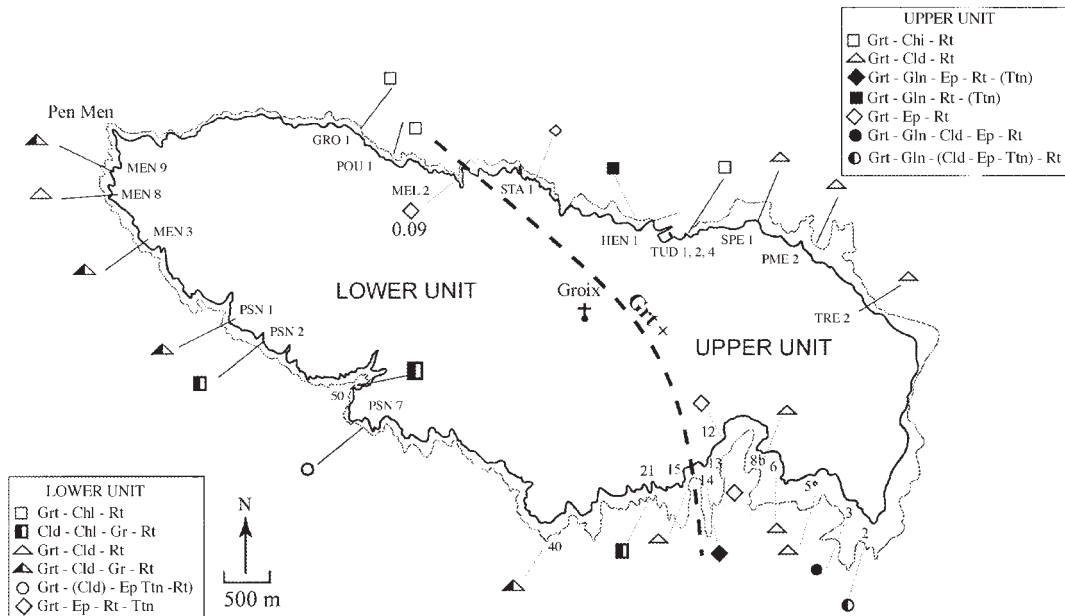 UPPER UNIT
Grt - Chi - Rt
Grt - Cld - Rt
Grt - Gln - Ep - Rt - (Ttn)
Grt - Gln - Rt - (Ttn)
Grt - Ep - Rt
Grt - Gln - Cld - Ep - Rt
Grt - Gln - (Cld - Ep - Ttn) - Rt
Pen Men
GRO 1
POU 1
MEN 9
MEN 8
MEL 2
STA 1
0.09
HEN 1
TUD 1, 2, 4
SPE 1
PME 2
MEN 3
LOWER UNIT
Groix
Grt
UPPER UNIT
TRE 2
PSN 1
PSN 2
50
PSN 7
12
13
8b
6
21
15
14
5*
3
2
40
LOWER UNIT
Grt - Chl - Rt
Cld - Chl - Gr - Rt
Grt - Cld - Rt
Grt - Cld - Gr - Rt
Grt - (Cld) - Ep Ttn -Rt)
Grt - Ep - Rt - Ttn
N
500 m